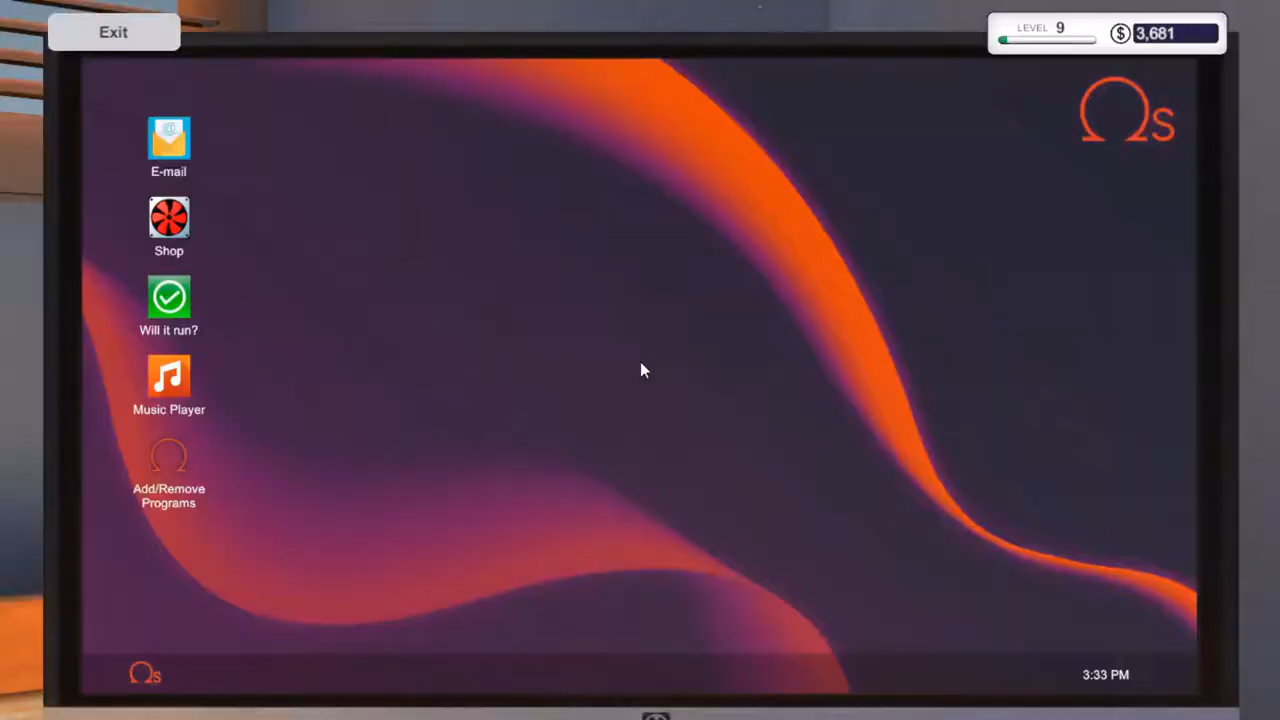 Exit
LEVEL 9
$ 3,681
Ωs
E-mail
Shop
Will it run?
Music Player
Add/Remove
Programs
Ωs
3:33 PM